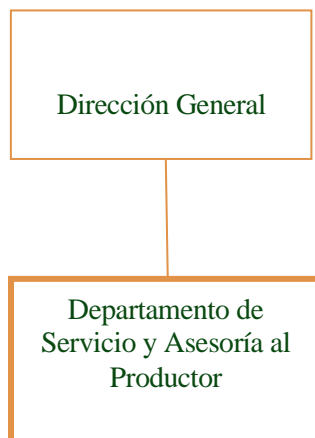 Dirección General
Departamento de
Servicio y Asesoría al
Productor